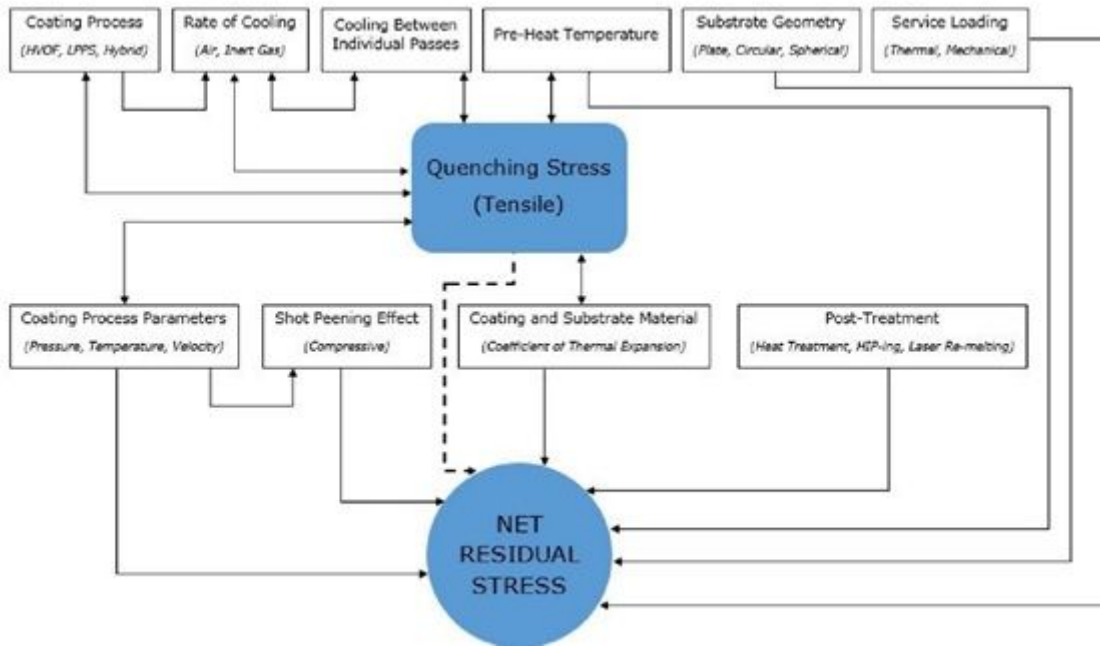 Coating Process
(HVOF, LPPS, Hybrid)
Rate of Cooling
(Air, Inert Gas)
Cooling Between
Individual Passes
Pre-Heat Temperature
Substrate Geometry
(Plate, Circular, Spherical)
Service Loading
(Thermal, Mechanical)
Quenching Stress
(Tensile)
Coating Process Parameters
(Pressure, Temperature, Velocity)
Shot Peening Effect
(Compressive)
Coating and Substrate Material
(Coefficient of Thermal Expansion)
Post-Treatment
(Heat Treatment, HIP-ing, Laser Re-melting)
NET
RESIDUAL
STRESS